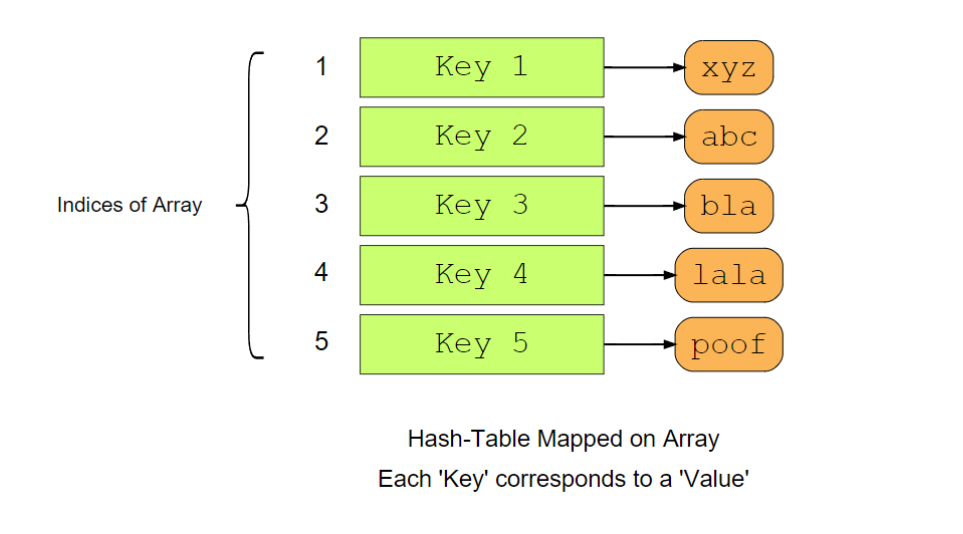 1 Key 1 xyz
2 Key 2 abc
Indices of Array 3 Key 3 bla
4 Key 4 lala
5 Key 5 poof
Hash-Table Mapped on Array
Each 'Key' corresponds to a 'Value'